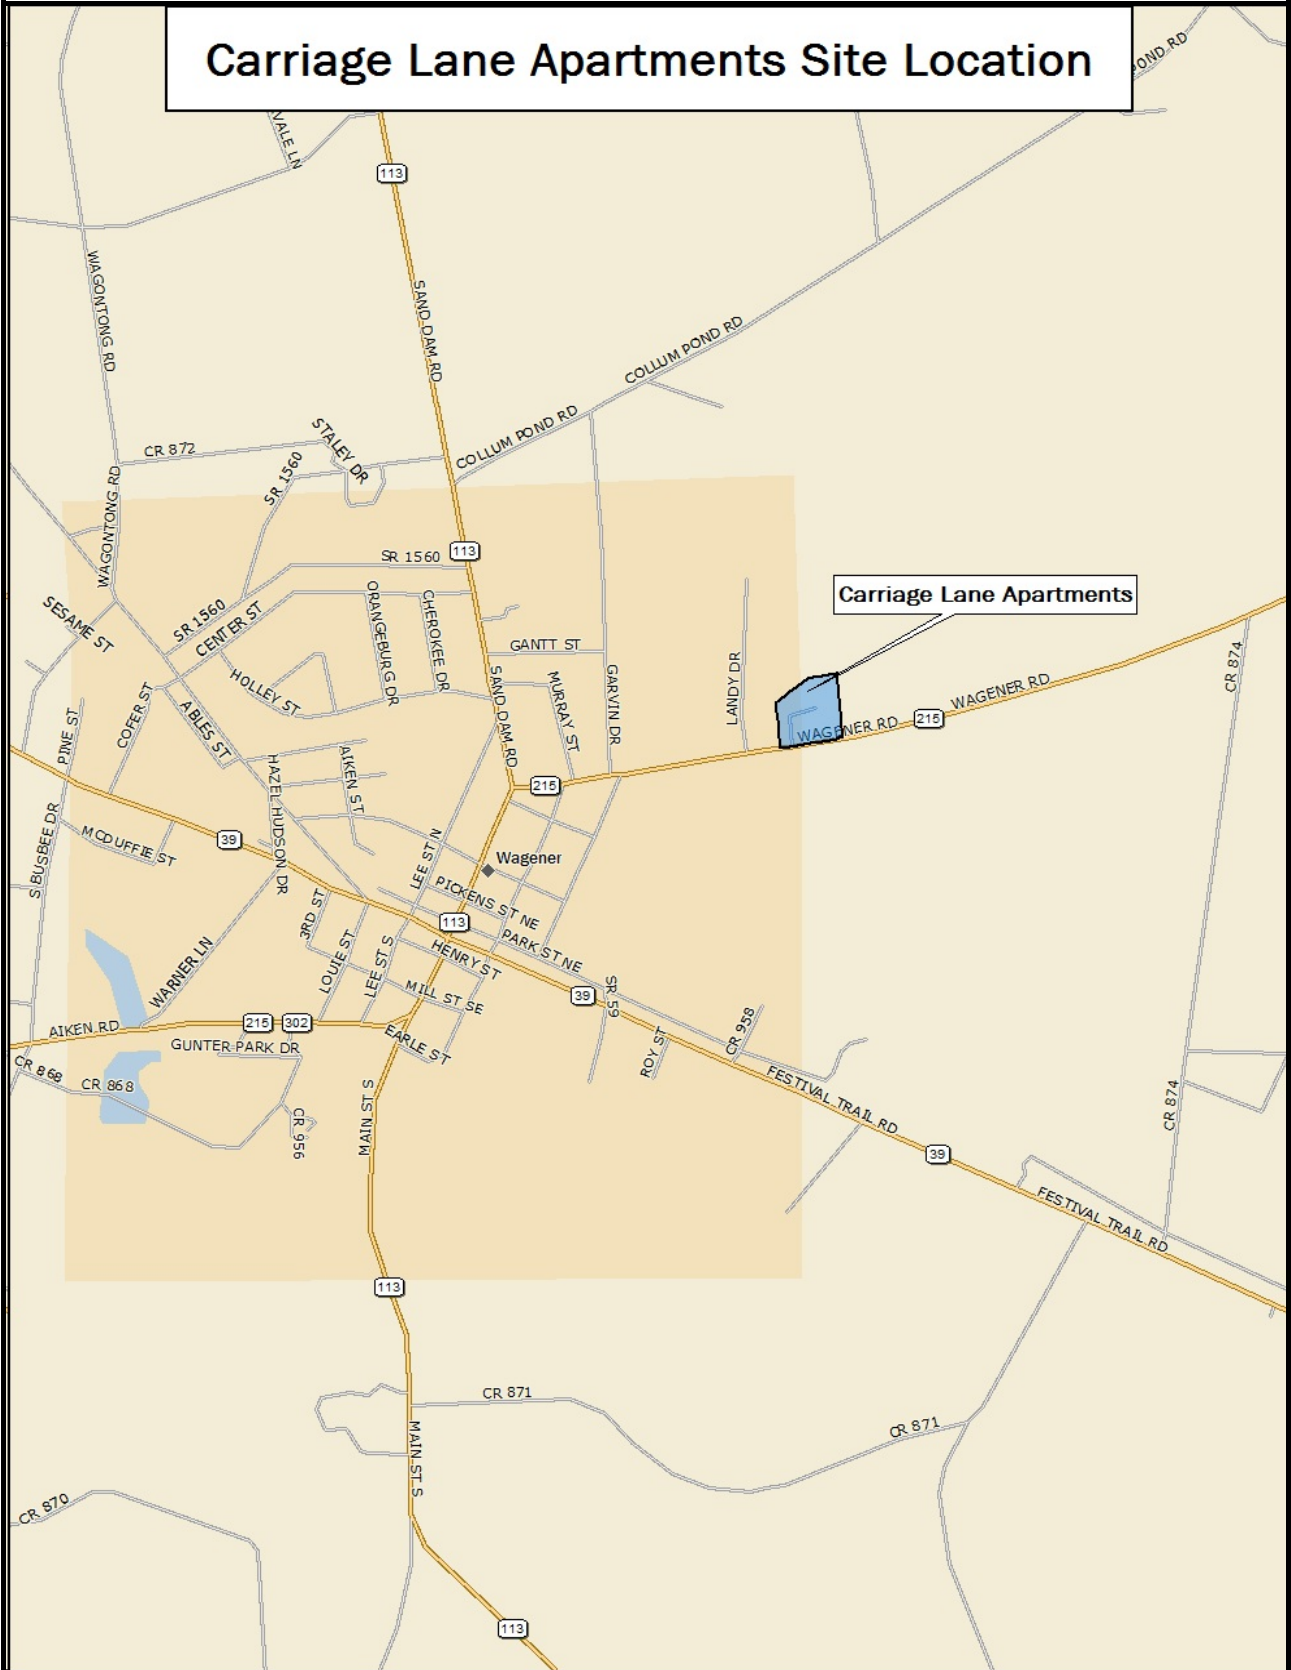 Carriage Lane Apartments Site Location
POND RD
VALE LN
113
WAGONTONG RD
SAND DAM RD
COLLUM POND RD
COLLUM POND RD
STALEY DR
CR 872
SR 1560
WAGONTONG RD
113
SR 1560
Carriage Lane Apartments
SESAME ST
SR 1560
CENTER ST
ORANGEBURG DR
CHEROKEE DR
GANTT ST
CR 874
HOLLEY ST
SAND DAM RD
MURRAY ST
GARVIN DR
LANDY DR
WAGENER RD
COFER ST
ABLES ST
PINE ST
WAGENER RD
215
HAZEL HUDSON DR
AIKEN ST
215
S BUSBEE DR
MCDUFFIE ST
39
LEE ST N
Wagener
PICKENS ST NE
3RD ST
113
PARK ST NE
WARNER LN
LOUIE ST
LEE ST S
HENRY ST
MILL ST SE
39
SR 59
AIKEN RD
215
302
EARLE ST
ROY ST
CR 958
GUNTER PARK DR
CR 868
CR 868
FESTIVAL TRAIL RD
CR 874
MAIN ST S
CR 956
39
FESTIVAL TRAIL RD
113
CR 871
CR 871
MAIN ST S
CR 870
113